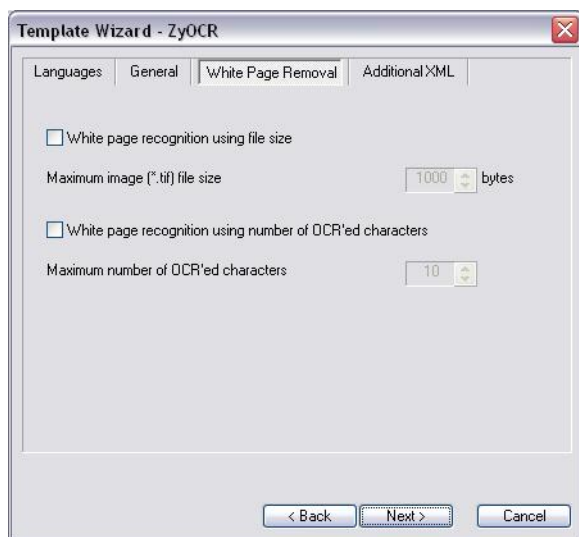 Template Wizard - ZyOCR
Languages General White Page Removal Additional XML
White page recognition using file size
Maximum image (*.tif) file size 1000 bytes
White page recognition using number of OCR'ed characters
Maximum number of OCR'ed characters 10
< Back Next > Cancel